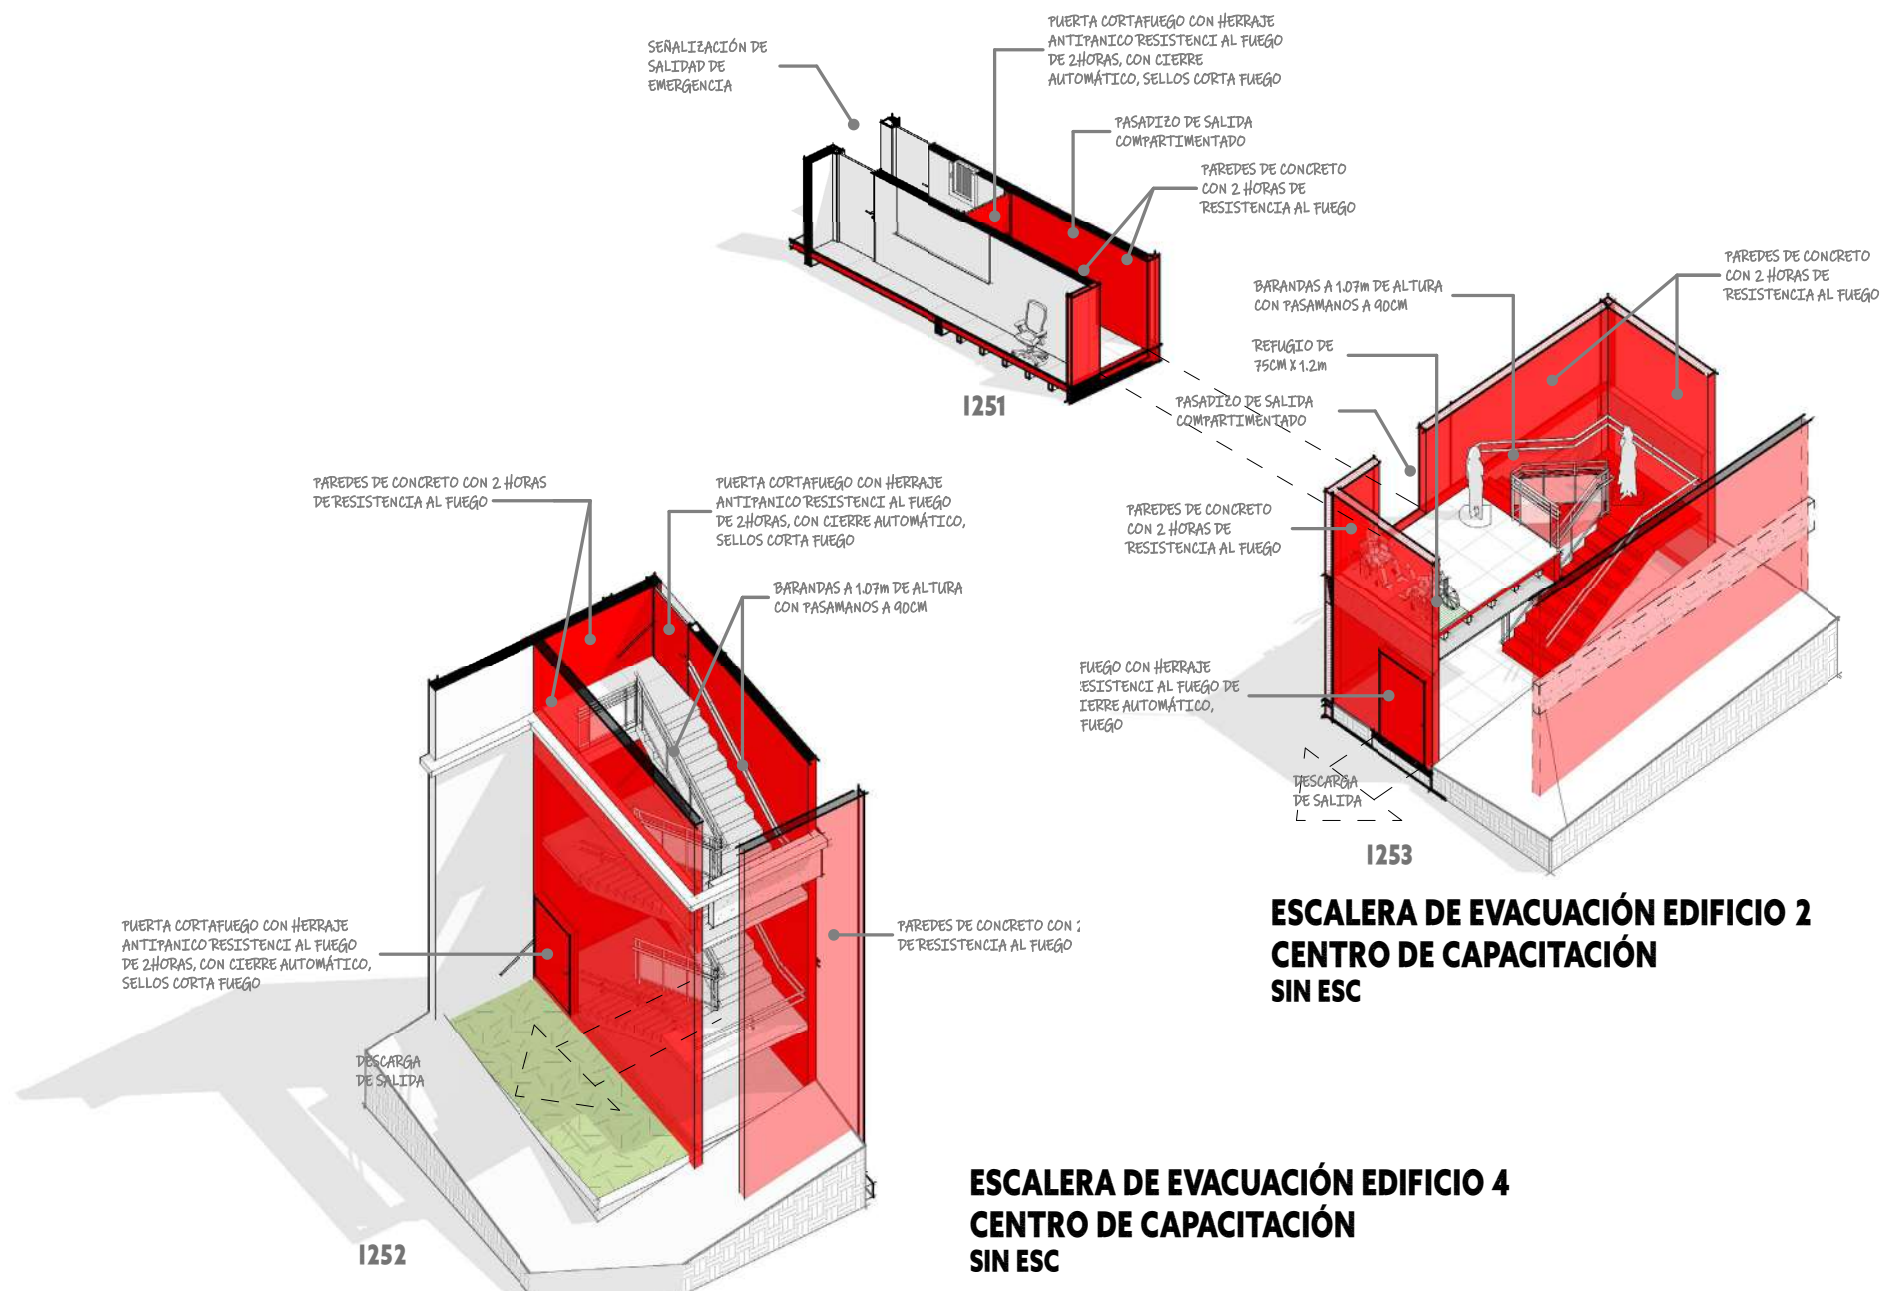 SEÑALIZACIÓN DE
SALIDAD DE
EMERGENCIA
PUERTA CORTAFUEGO CON HERRAJE
ANTIPANICO RESISTENCI AL FUEGO
DE 2HORAS, CON CIERRE
AUTOMÁTICO, SELLOS CORTA FUEGO
PASADIZO DE SALIDA
COMPARTIMENTADO
PAREDES DE CONCRETO
CON 2 HORAS DE
RESISTENCIA AL FUEGO
1251
PAREDES DE CONCRETO
CON 2 HORAS DE
RESISTENCIA AL FUEGO
BARANDAS A 1.07m DE ALTURA
CON PASAMANOS A 90CM
REFUGIO DE
75CM X 1.2m
PASADIZO DE SALIDA
COMPARTIMENTADO
PAREDES DE CONCRETO
CON 2 HORAS DE
RESISTENCIA AL FUEGO
FUEGO CON HERRAJE
ESISTENCI AL FUEGO DE
IERRE AUTOMÁTICO,
FUEGO
DESCARGA
DE SALIDA
1253
ESCALERA DE EVACUACIÓN EDIFICIO 2
CENTRO DE CAPACITACIÓN
SIN ESC
PAREDES DE CONCRETO CON 2 HORAS
DE RESISTENCIA AL FUEGO
PUERTA CORTAFUEGO CON HERRAJE
ANTIPANICO RESISTENCI AL FUEGO
DE 2HORAS, CON CIERRE AUTOMÁTICO,
SELLOS CORTA FUEGO
BARANDAS A 1.07m DE ALTURA
CON PASAMANOS A 90CM
PUERTA CORTAFUEGO CON HERRAJE
ANTIPANICO RESISTENCI AL FUEGO
DE 2HORAS, CON CIERRE AUTOMÁTICO,
SELLOS CORTA FUEGO
PAREDES DE CONCRETO CON
DE RESISTENCIA AL FUEGO
DESCARGA
DE SALIDA
1252
ESCALERA DE EVACUACIÓN EDIFICIO 4
CENTRO DE CAPACITACIÓN
SIN ESC